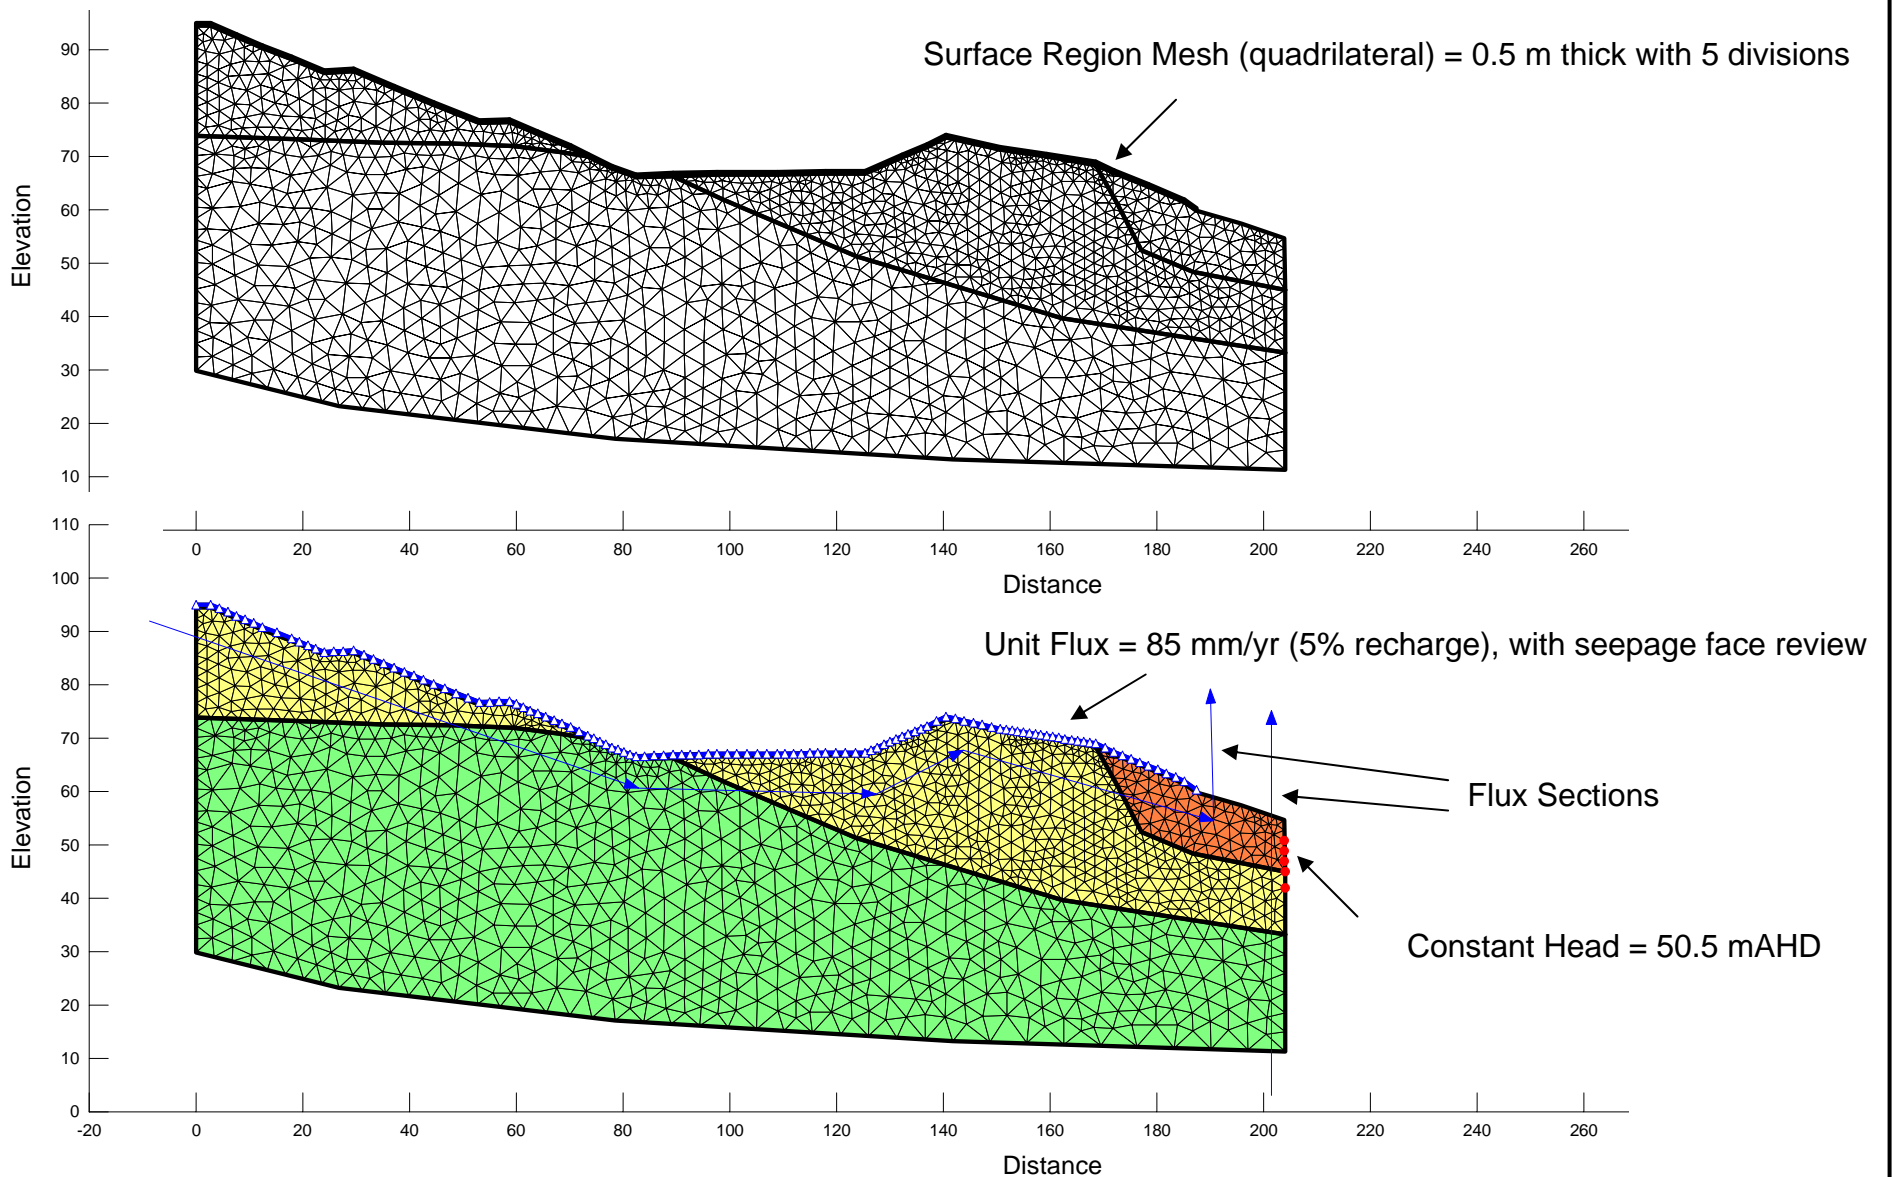 Surface Region Mesh (quadrilateral) = 0.5 m thick with 5 divisions
90
80
70
60
50
40
30
20
10
Elevation
0 20 40 60 80 100 120 140 160 180 200 220 240 260
Distance
Unit Flux = 85 mm/yr (5% recharge), with seepage face review
Flux Sections
Constant Head = 50.5 mAHD
110
100
90
80
70
60
50
40
30
20
10
0
Elevation
-20 0 20 40 60 80 100 120 140 160 180 200 220 240 260
Distance